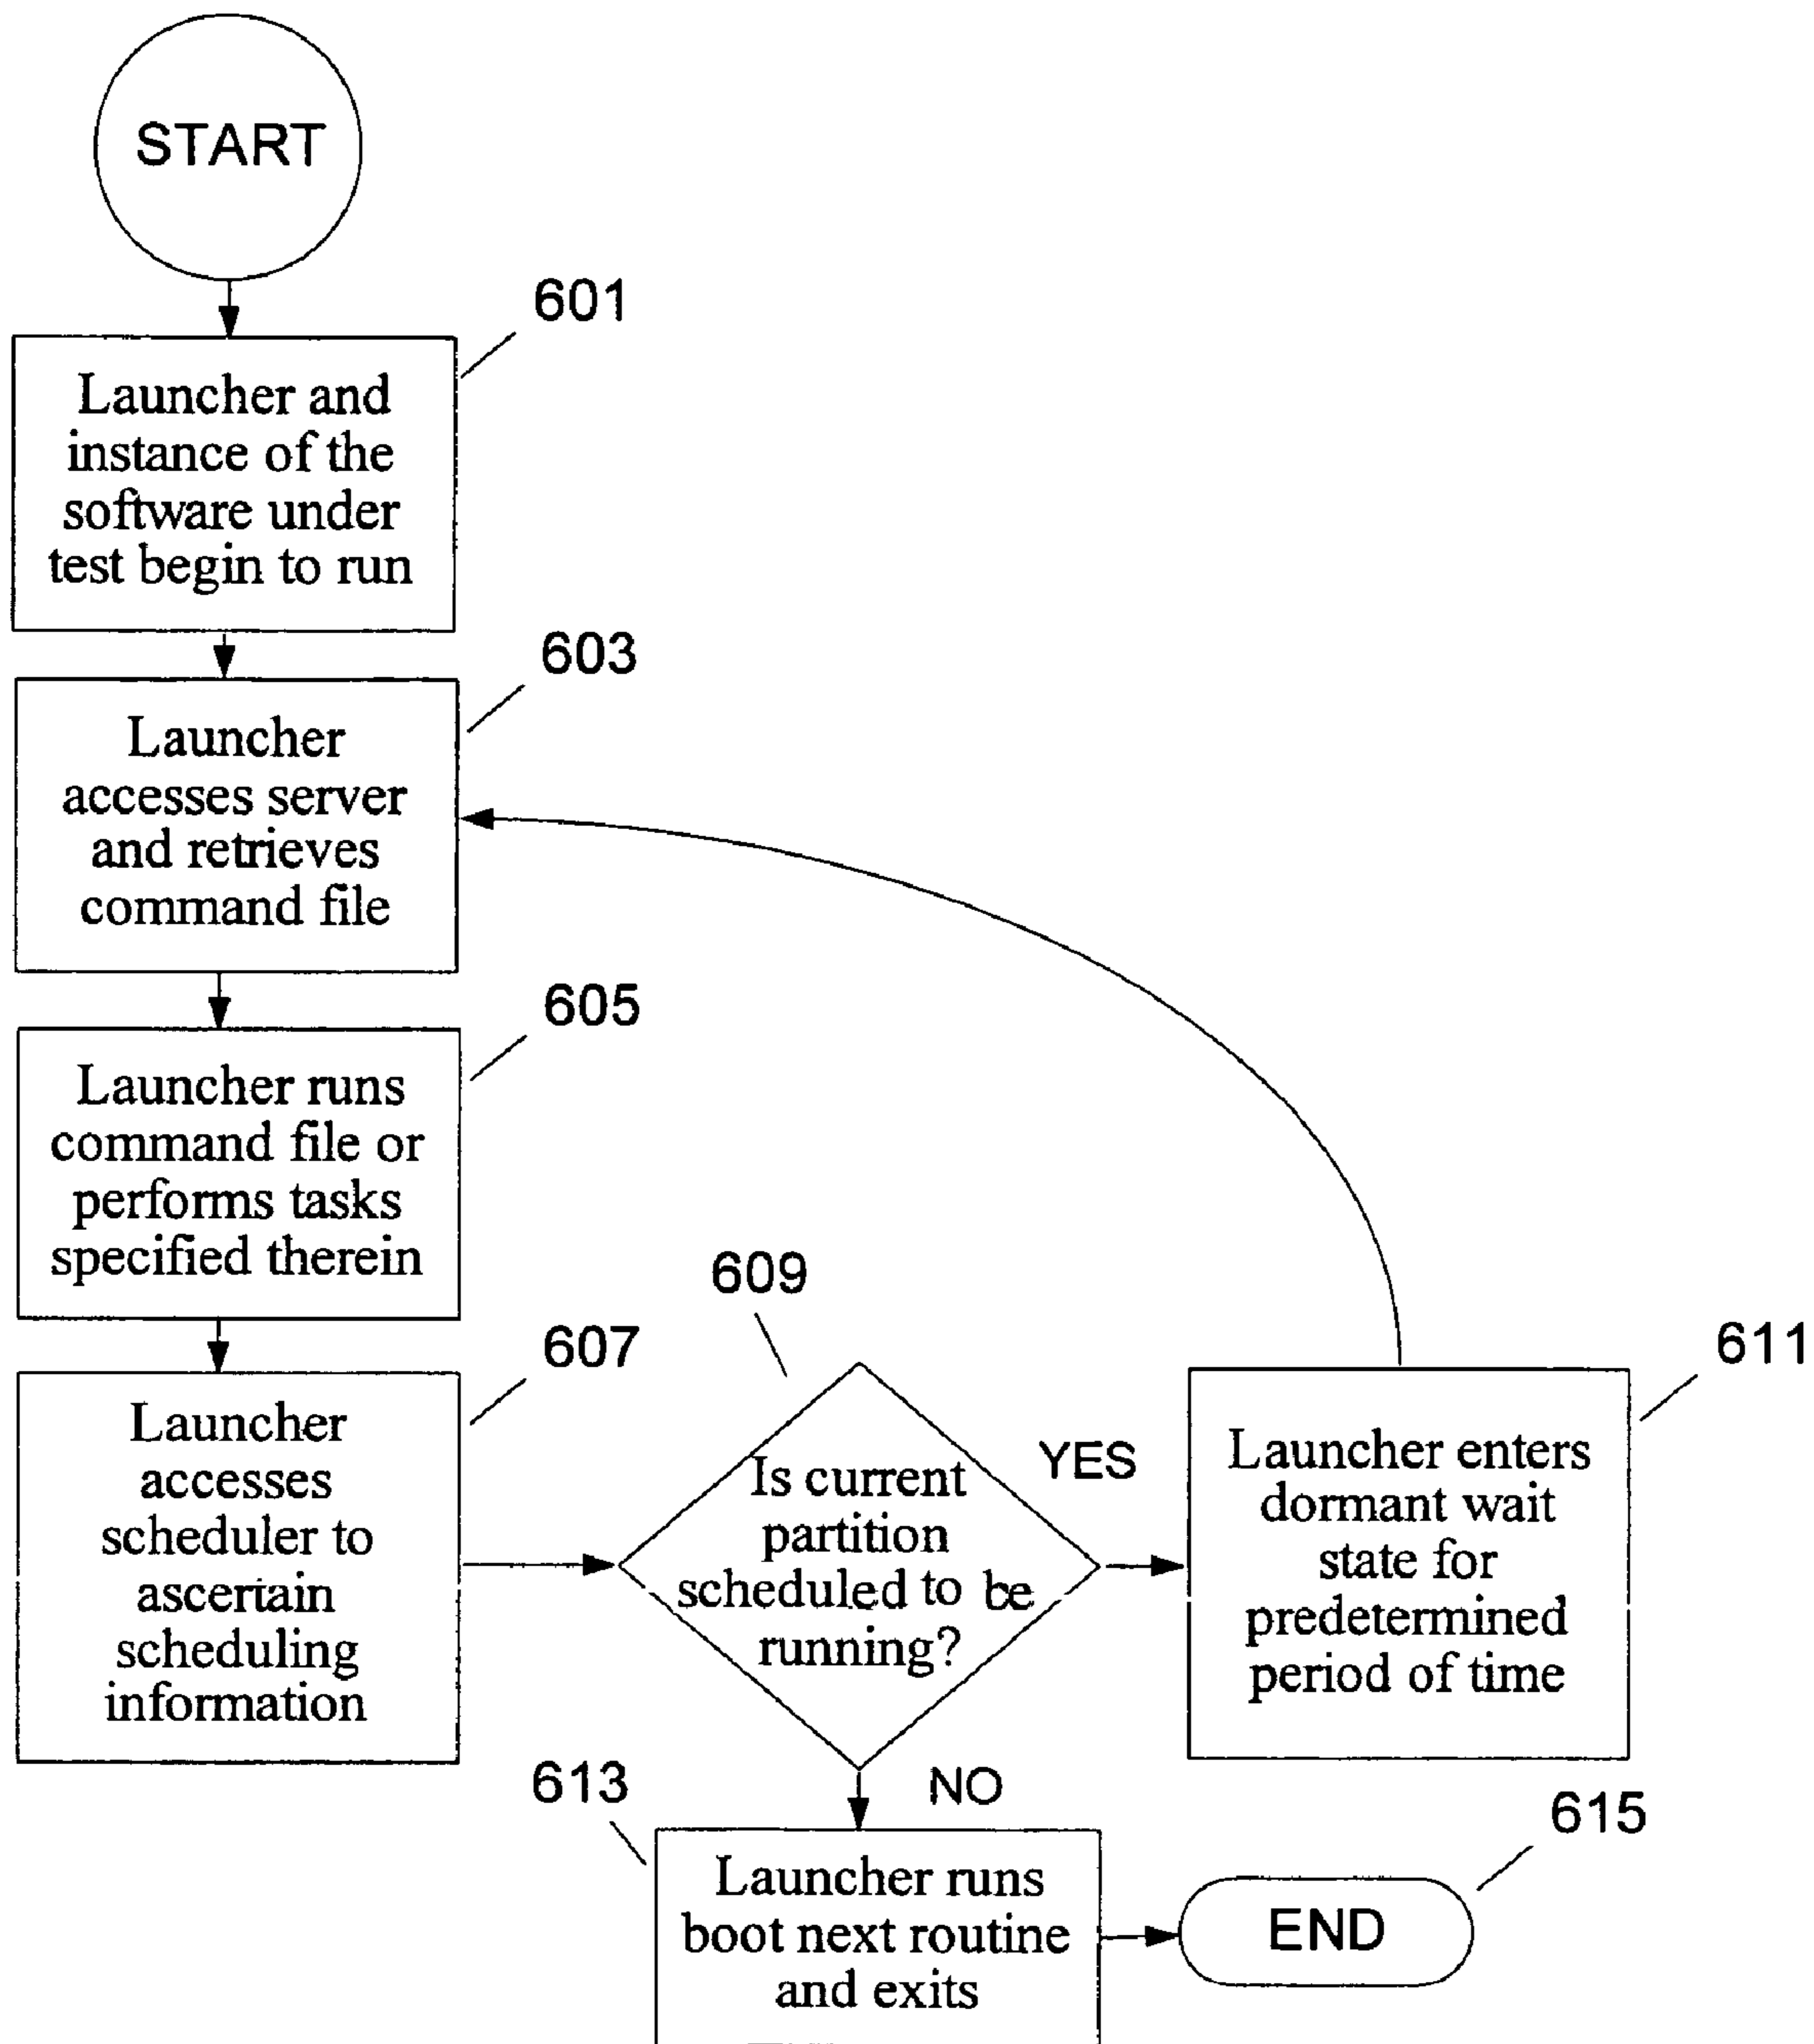 START
601
Launcher and
instance of the
software under
test begin to run
603
Launcher
accesses server
and retrieves
command file
605
Launcher runs
command file or
performs tasks
specified therein
607
Launcher
accesses
scheduler to
ascertain
scheduling
information
609
Is current
partition
scheduled to be
running?
YES
NO
611
Launcher enters
dormant wait
state for
predetermined
period of time
613
Launcher runs
boot next routine
and exits
615
END